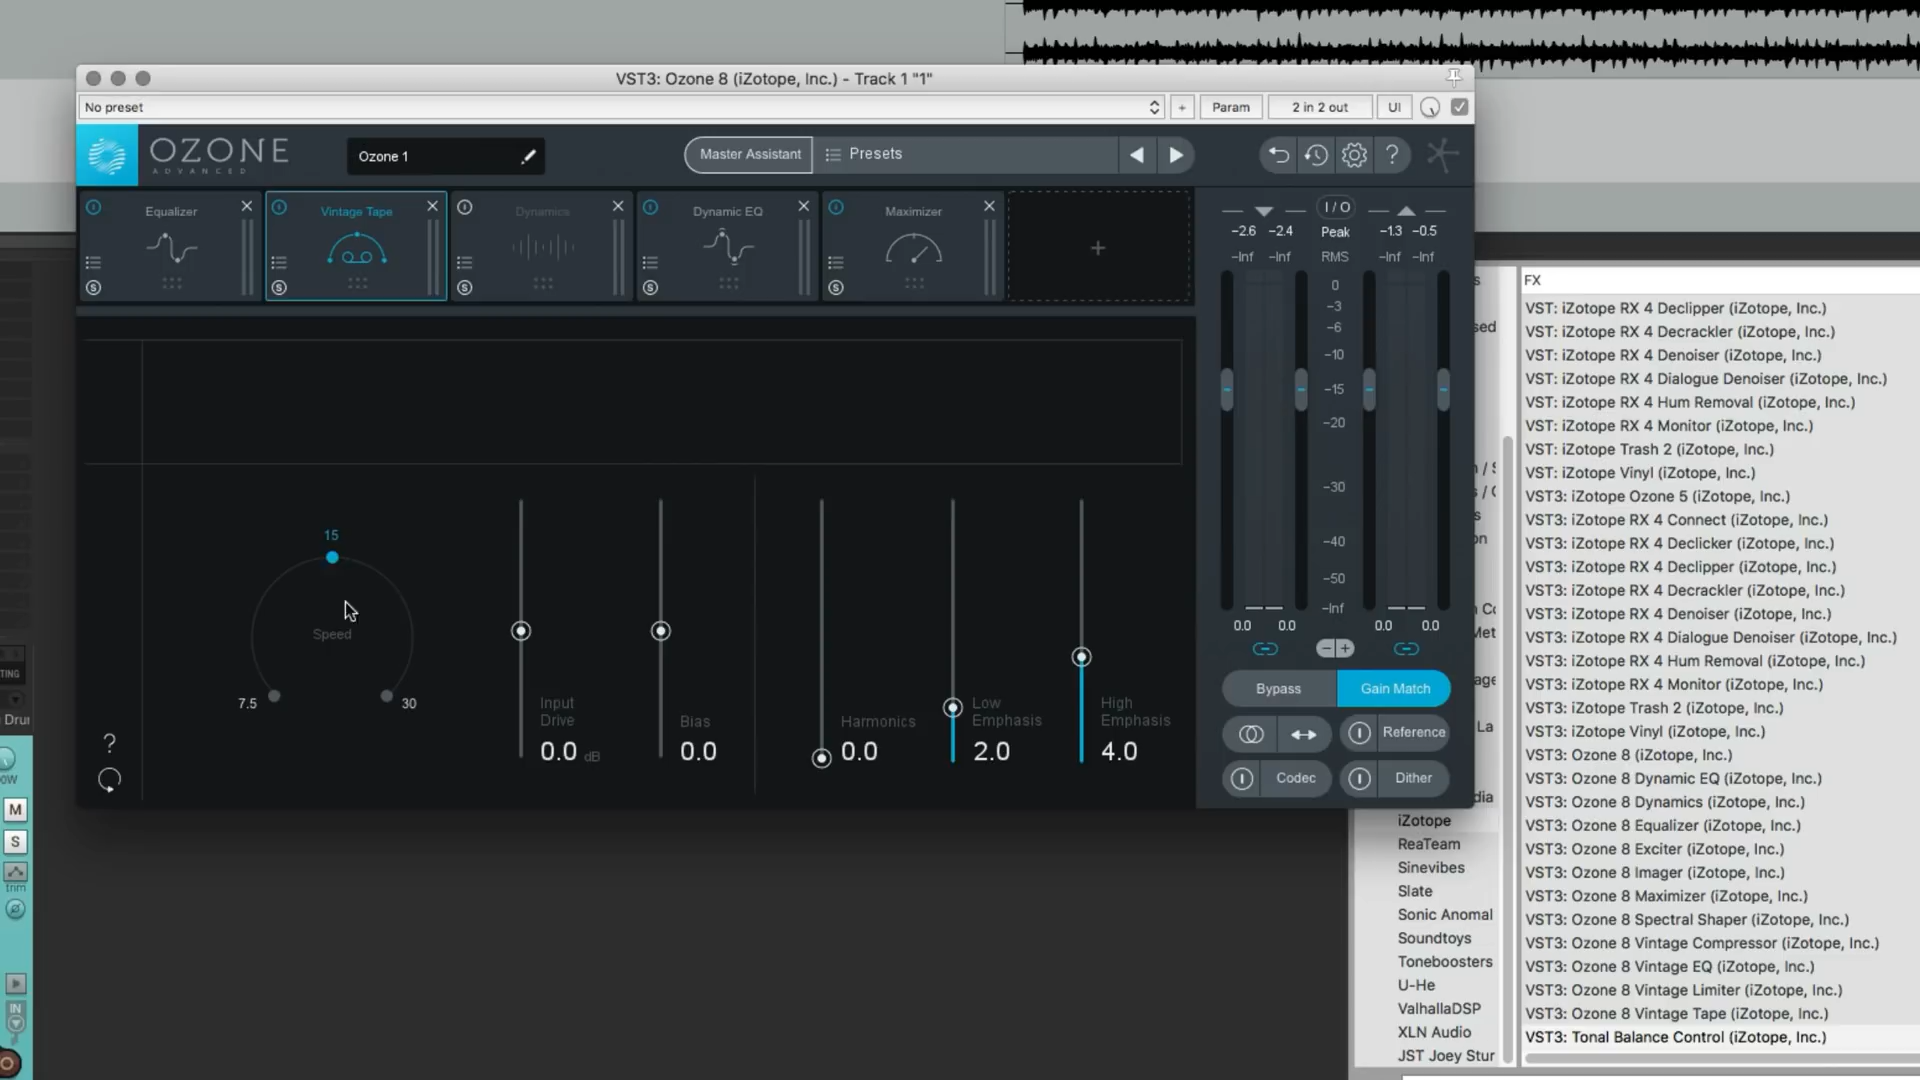 VST3: Ozone 8 (iZotope, Inc.) - Track 1 "1"
No preset
+
Param
2 in 2 out
UI
OZONE
ADVANCED
Ozone 1
Master Assistant
Presets
?
Equalizer
Vintage Tape
Dynamics
Dynamic EQ
Maximizer
+
S
S
S
S
S
I / O
-2.6 -2.4 Peak -1.3 -0.5
-Inf -Inf RMS -Inf -Inf
0
-3
-6
-10
-15
-20
-30
-40
-50
-Inf
0.0 0.0 0.0 0.0
Bypass
Gain Match
Reference
Codec
Dither
15
Speed
7.5
30
Input
Drive
0.0 dB
Bias
0.0
Harmonics
0.0
Low
Emphasis
2.0
High
Emphasis
4.0
?
TING
Drur
M
S
trim
IN
iZotope
ReaTeam
Sinevibes
Slate
Sonic Anomal
Soundtoys
Toneboosters
U-He
ValhallaDSP
XLN Audio
JST Joey Stur
FX
VST: iZotope RX 4 Declipper (iZotope, Inc.)
VST: iZotope RX 4 Decrackler (iZotope, Inc.)
VST: iZotope RX 4 Denoiser (iZotope, Inc.)
VST: iZotope RX 4 Dialogue Denoiser (iZotope, Inc.)
VST: iZotope RX 4 Hum Removal (iZotope, Inc.)
VST: iZotope RX 4 Monitor (iZotope, Inc.)
VST: iZotope Trash 2 (iZotope, Inc.)
VST: iZotope Vinyl (iZotope, Inc.)
VST3: iZotope Ozone 5 (iZotope, Inc.)
VST3: iZotope RX 4 Connect (iZotope, Inc.)
VST3: iZotope RX 4 Declicker (iZotope, Inc.)
VST3: iZotope RX 4 Declipper (iZotope, Inc.)
VST3: iZotope RX 4 Decrackler (iZotope, Inc.)
VST3: iZotope RX 4 Denoiser (iZotope, Inc.)
VST3: iZotope RX 4 Dialogue Denoiser (iZotope, Inc.)
VST3: iZotope RX 4 Hum Removal (iZotope, Inc.)
VST3: iZotope RX 4 Monitor (iZotope, Inc.)
VST3: iZotope Trash 2 (iZotope, Inc.)
VST3: iZotope Vinyl (iZotope, Inc.)
VST3: Ozone 8 (iZotope, Inc.)
VST3: Ozone 8 Dynamic EQ (iZotope, Inc.)
VST3: Ozone 8 Dynamics (iZotope, Inc.)
VST3: Ozone 8 Equalizer (iZotope, Inc.)
VST3: Ozone 8 Exciter (iZotope, Inc.)
VST3: Ozone 8 Imager (iZotope, Inc.)
VST3: Ozone 8 Maximizer (iZotope, Inc.)
VST3: Ozone 8 Spectral Shaper (iZotope, Inc.)
VST3: Ozone 8 Vintage Compressor (iZotope, Inc.)
VST3: Ozone 8 Vintage EQ (iZotope, Inc.)
VST3: Ozone 8 Vintage Limiter (iZotope, Inc.)
VST3: Ozone 8 Vintage Tape (iZotope, Inc.)
VST3: Tonal Balance Control (iZotope, Inc.)